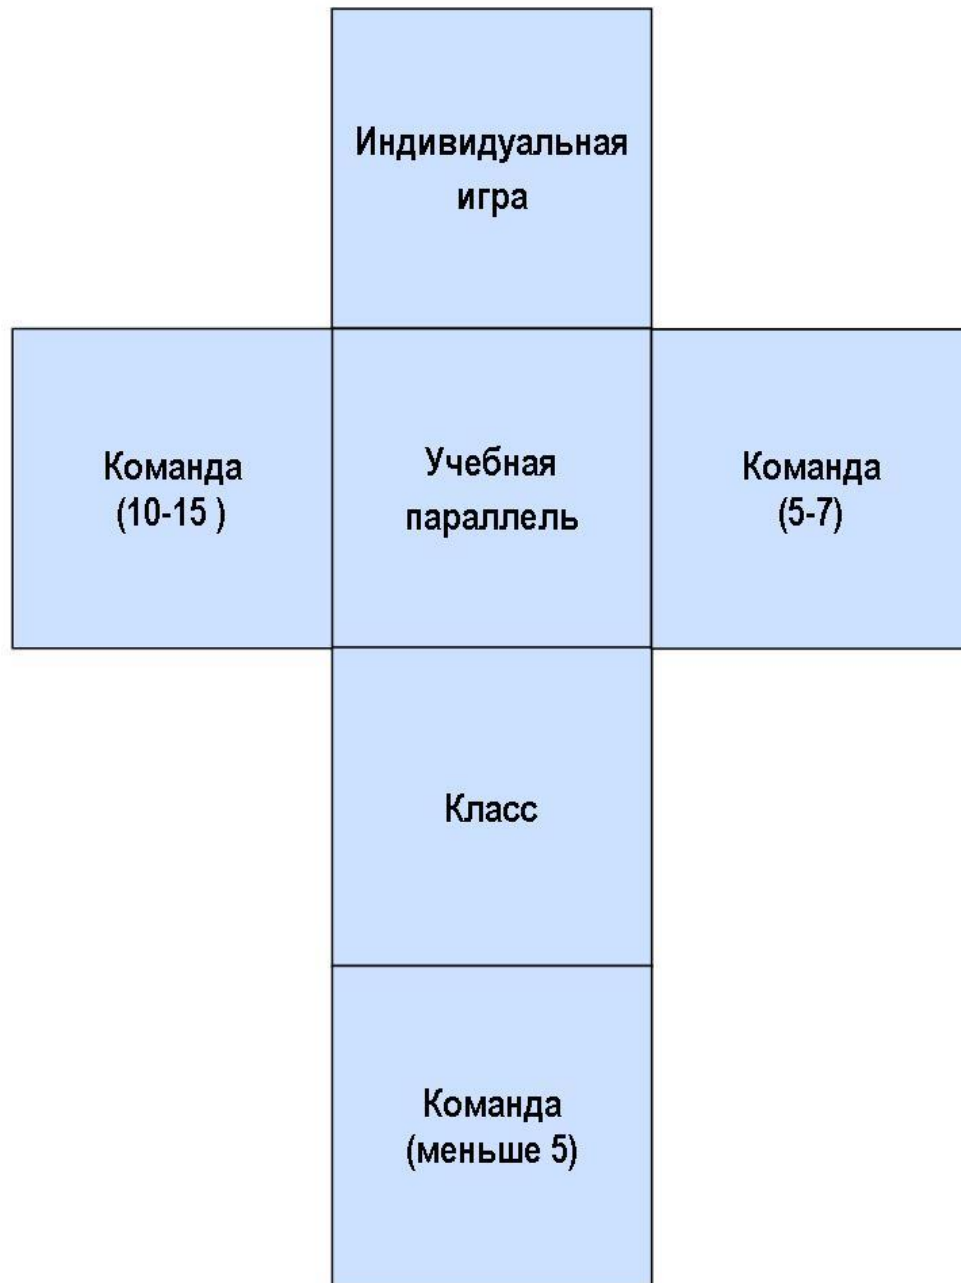 Индивидуальная
игра
Команда
(10-15 )
Учебная
параллель
Команда
(5-7)
Класс
Команда
(меньше 5)